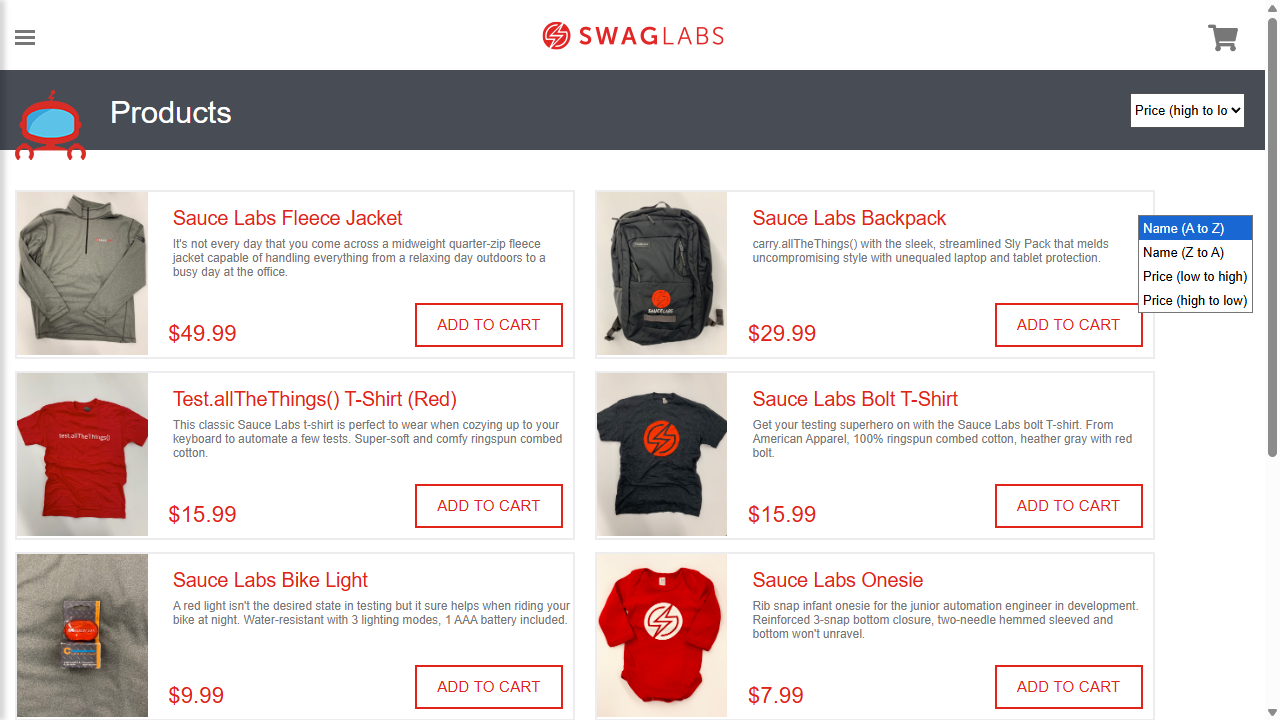 SWAGLABS
Products
Price (high to lo
Name (A to Z)
Name (Z to A)
Price (low to high)
Price (high to low)
Sauce Labs Fleece Jacket
It's not every day that you come across a midweight quarter-zip fleece
jacket capable of handling everything from a relaxing day outdoors to a
busy day at the office.
$49.99
ADD TO CART
Sauce Labs Backpack
carry.allTheThings() with the sleek, streamlined Sly Pack that melds
uncompromising style with unequaled laptop and tablet protection.
SAUCELABS
$29.99
ADD TO CART
test.allTheThings()
Test.allTheThings() T-Shirt (Red)
This classic Sauce Labs t-shirt is perfect to wear when cozying up to your
keyboard to automate a few tests. Super-soft and comfy ringspun combed
cotton.
$15.99
ADD TO CART
Sauce Labs Bolt T-Shirt
Get your testing superhero on with the Sauce Labs bolt T-shirt. From
American Apparel, 100% ringspun combed cotton, heather gray with red
bolt.
$15.99
ADD TO CART
Sauce Labs Bike Light
A red light isn't the desired state in testing but it sure helps when riding your
bike at night. Water-resistant with 3 lighting modes, 1 AAA battery included.
$9.99
ADD TO CART
Sauce Labs Onesie
Rib snap infant onesie for the junior automation engineer in development.
Reinforced 3-snap bottom closure, two-needle hemmed sleeved and
bottom won't unravel.
$7.99
ADD TO CART